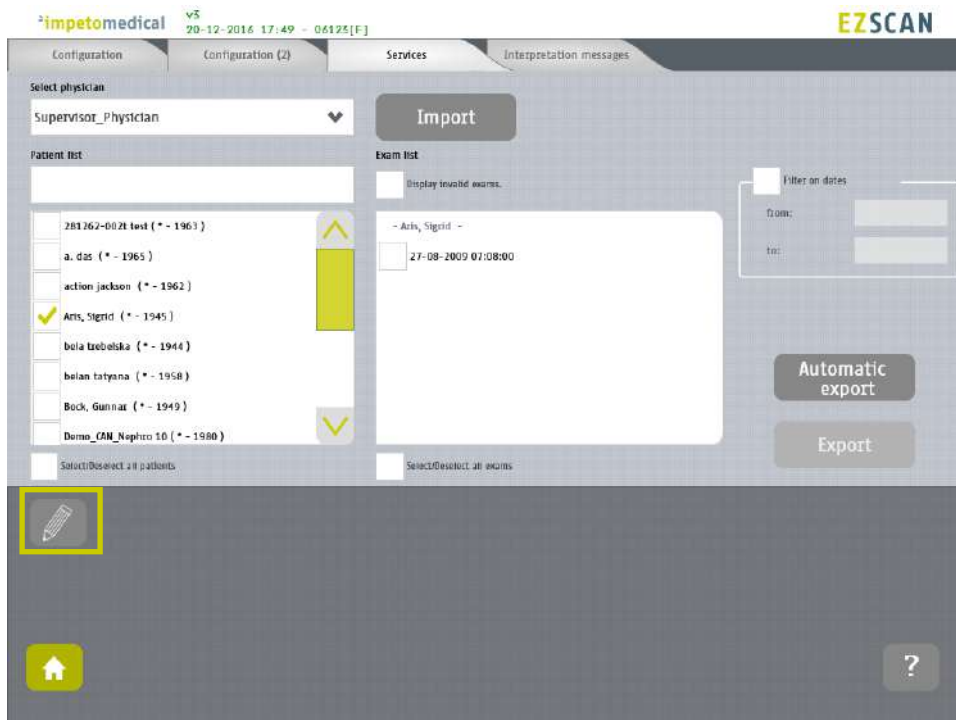 impetomedical
v3
20-12-2016 17:49 - 06123[F]
EZSCAN
Configuration
Configuration (2)
Services
Interpretation messages
Select physician
Supervisor_Physician
Import
Patient list
Exam list
Display invalid exams.
Filter on dates
from:
to:
281262-002t test ( * - 1963 )
a. das ( * - 1965 )
action jackson ( * - 1962 )
Aris, Sigrid ( * - 1945 )
bela trebelska ( * - 1944 )
belan tatyana ( * - 1958 )
Bock, Gunnar ( * - 1949 )
Demo_CAN_Nephro 10 ( * - 1980 )
- Aris, Sigrid -
27-08-2009 07:08:00
Automatic
export
Export
Select/Deselect all patients
Select/Deselect all exams
?